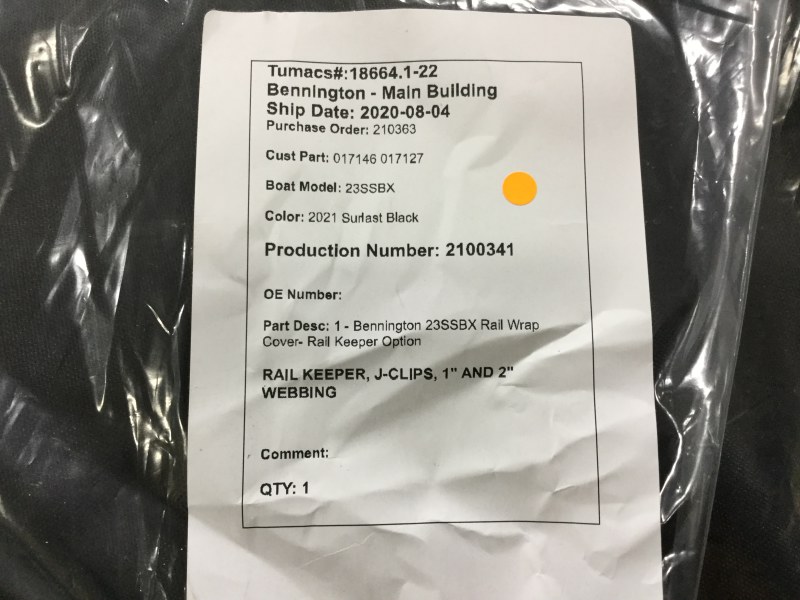 Tumacs#:18664.1-22
Bennington - Main Building
Ship Date: 2020-08-04
Purchase Order: 210363
Cust Part: 017146 017127
Boat Model: 23SSBX
Color: 2021 Surlast Black
Production Number: 2100341
OE Number:
Part Desc: 1 - Bennington 23SSBX Rail Wrap
Cover- Rail Keeper Option
RAIL KEEPER, J-CLIPS, 1" AND 2"
WEBBING
Comment:
QTY: 1